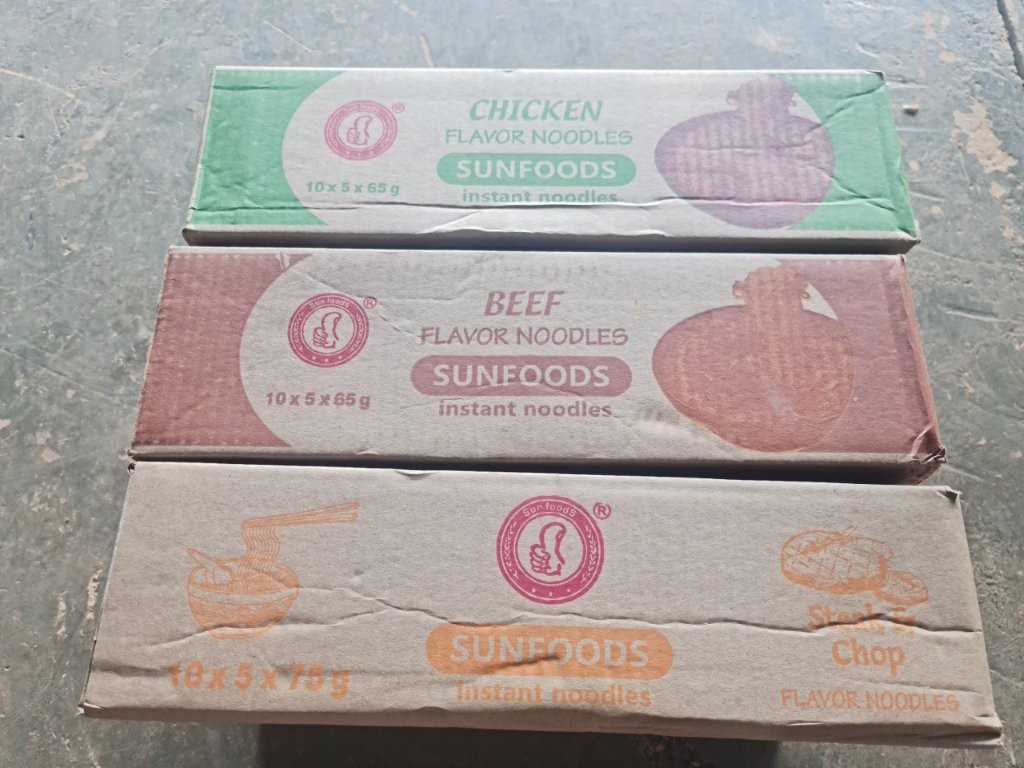 CHICKEN
FLAVOR NOODLES
SUNFOODS
instant noodles
10 x 5 x 65 g
®
Sun foodS
®
BEEF
FLAVOR NOODLES
SUNFOODS
instant noodles
10 x 5 x 65 g
Sun foodS
®
10 x 5 x 75 g
SUNFOODS
instant noodles
Steak &
Chop
FLAVOR NOODLES